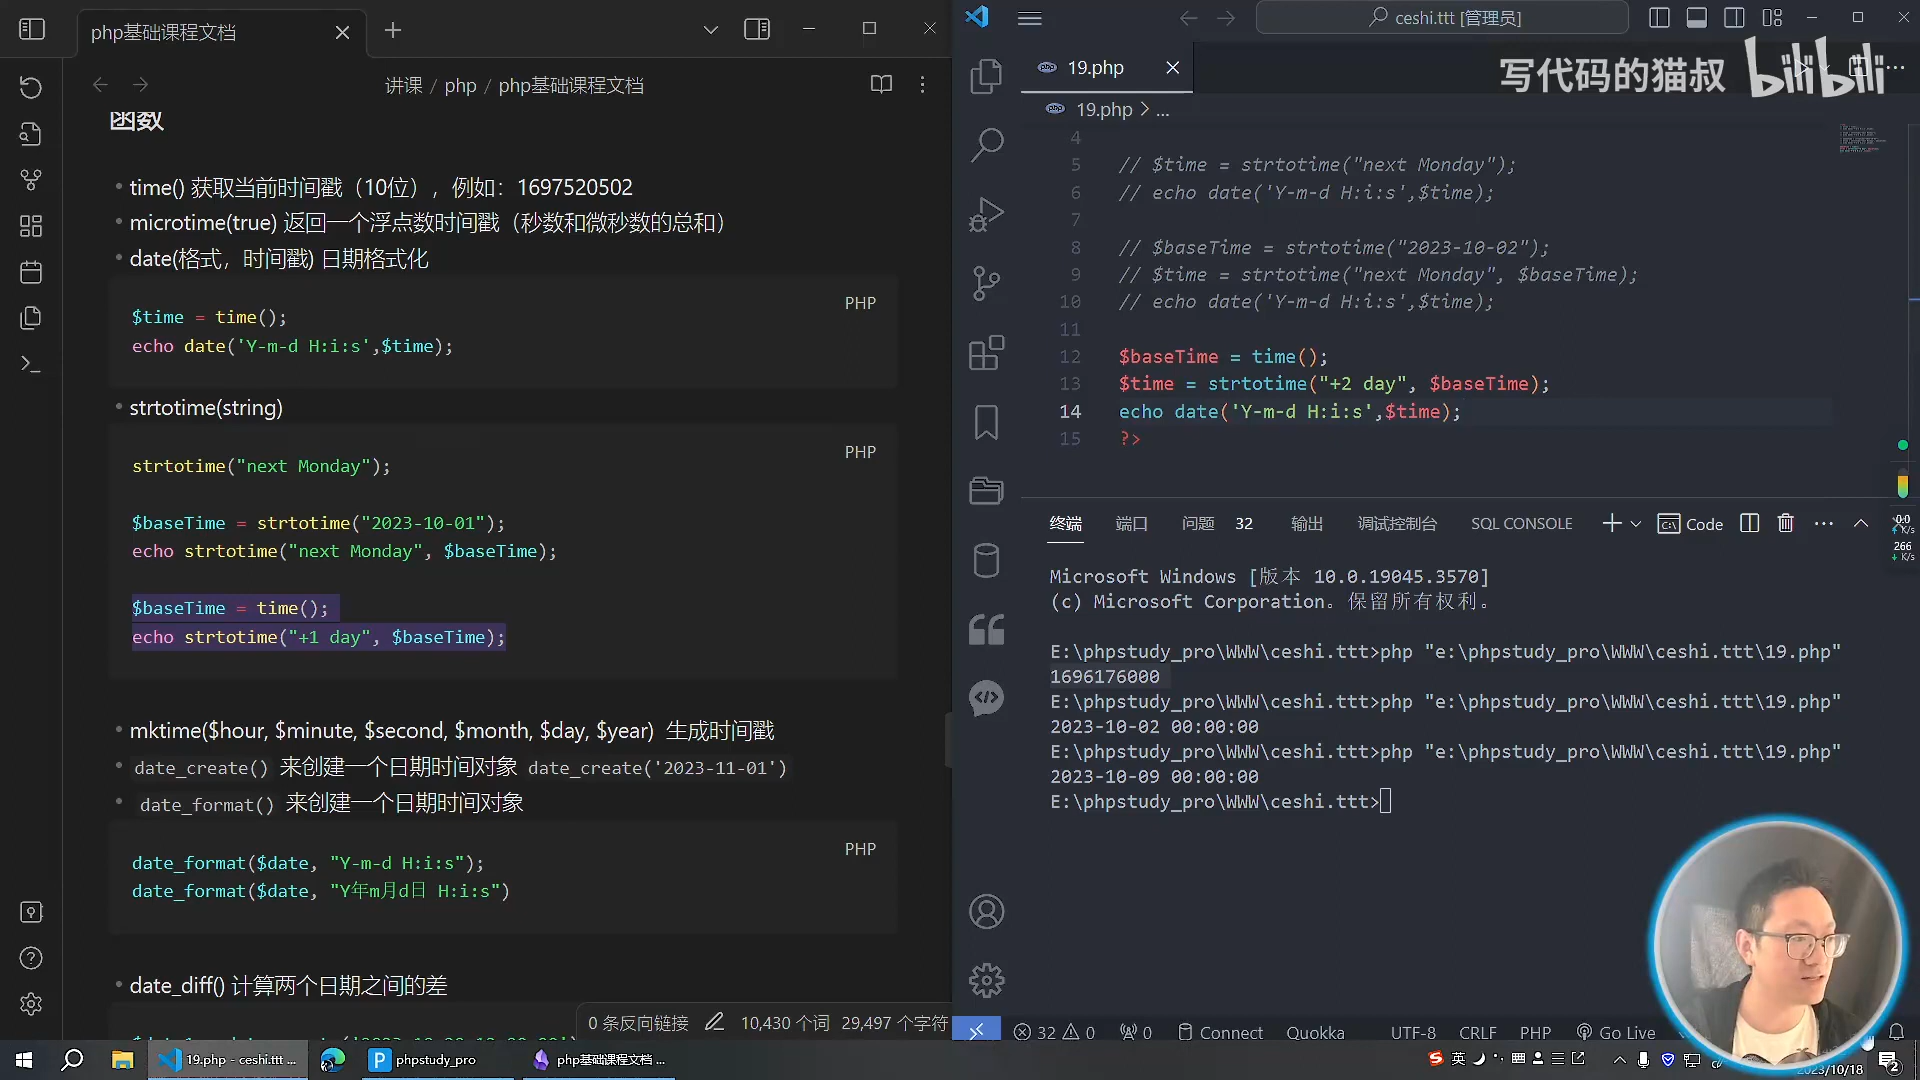 php基础课程文档
讲课 / php / php基础课程文档
函数
time() 获取当前时间戳（10位），例如：1697520502
microtime(true) 返回一个浮点数时间戳（秒数和微秒数的总和）
date(格式，时间戳) 日期格式化
PHP
$time = time();
echo date('Y-m-d H:i:s',$time);
strtotime(string)
PHP
strtotime("next Monday");
$baseTime = strtotime("2023-10-01");
echo strtotime("next Monday", $baseTime);
$baseTime = time();
echo strtotime("+1 day", $baseTime);
mktime($hour, $minute, $second, $month, $day, $year) 生成时间戳
date_create() 来创建一个日期时间对象 date_create('2023-11-01')
date_format() 来创建一个日期时间对象
PHP
date_format($date, "Y-m-d H:i:s");
date_format($date, "Y年m月d日 H:i:s")
date_diff() 计算两个日期之间的差
0 条反向链接 10,430 个词 29,497 个字符
ceshi.ttt [管理员]
19.php
写代码的猫叔 bilibili
19.php > ...
4
5 // $time = strtotime("next Monday");
6 // echo date('Y-m-d H:i:s',$time);
7
8 // $baseTime = strtotime("2023-10-02");
9 // $time = strtotime("next Monday", $baseTime);
10 // echo date('Y-m-d H:i:s',$time);
11
12 $baseTime = time();
13 $time = strtotime("+2 day", $baseTime);
14 echo date('Y-m-d H:i:s',$time);
15 ?>
终端 端口 问题 32 输出 调试控制台 SQL CONSOLE Code
0.0 K/s
266 K/s
Microsoft Windows [版本 10.0.19045.3570]
(c) Microsoft Corporation。保留所有权利。
E:\phpstudy_pro\WWW\ceshi.ttt>php "e:\phpstudy_pro\WWW\ceshi.ttt\19.php"
1696176000
E:\phpstudy_pro\WWW\ceshi.ttt>php "e:\phpstudy_pro\WWW\ceshi.ttt\19.php"
2023-10-02 00:00:00
E:\phpstudy_pro\WWW\ceshi.ttt>php "e:\phpstudy_pro\WWW\ceshi.ttt\19.php"
2023-10-09 00:00:00
E:\phpstudy_pro\WWW\ceshi.ttt>
32 0 0 Connect Quokka UTF-8 CRLF PHP Go Live
19.php - ceshi.ttt ... phpstudy_pro php基础课程文档 ... 英 2
2023/10/18